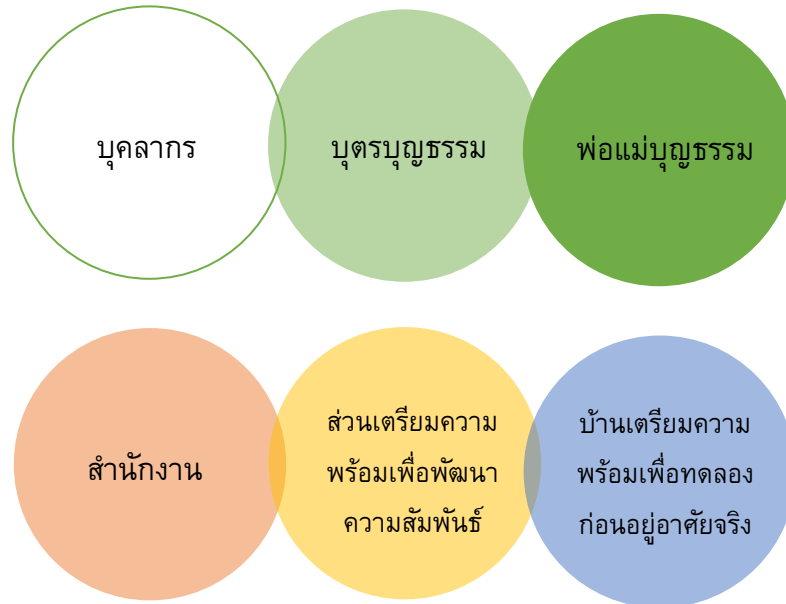 บุคลากร
บุตรบุญธรรม
พ่อแม่บุญธรรม
สำนักงาน
ส่วนเตรียมความ
พร้อมเพื่อพัฒนา
ความสัมพันธ์
บ้านเตรียมความ
พร้อมเพื่อทดลอง
ก่อนอยู่อาศัยจริง